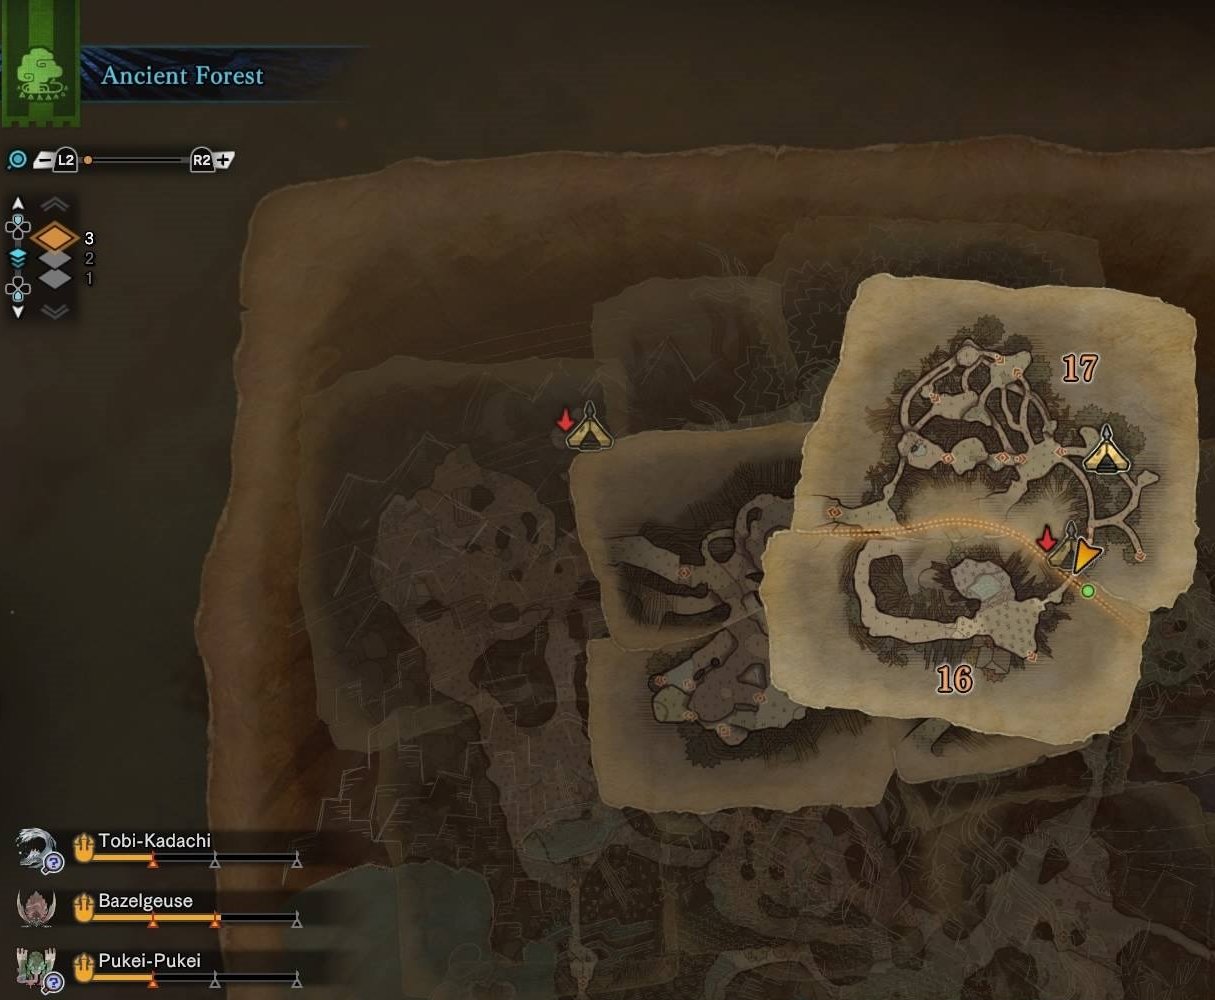 Ancient Forest
L2 R2
3
2
1
17
16
Tobi-Kadachi
Bazelgeuse
Pukei-Pukei